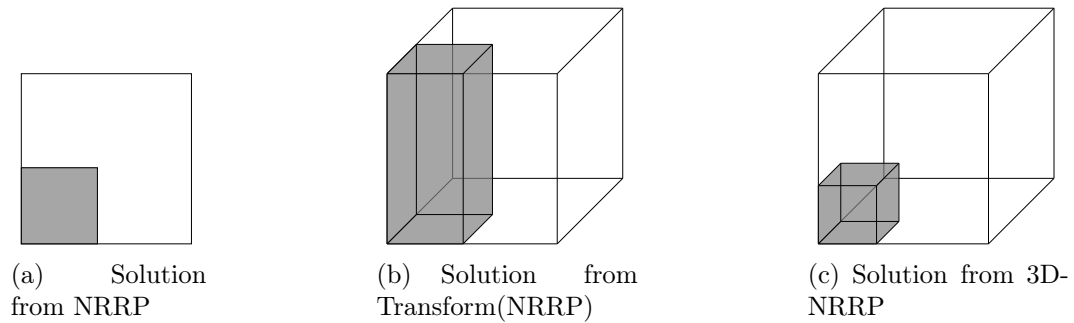 (a) Solution
from NRRP
(b) Solution from
Transform(NRRP)
(c) Solution from 3D-
NRRP